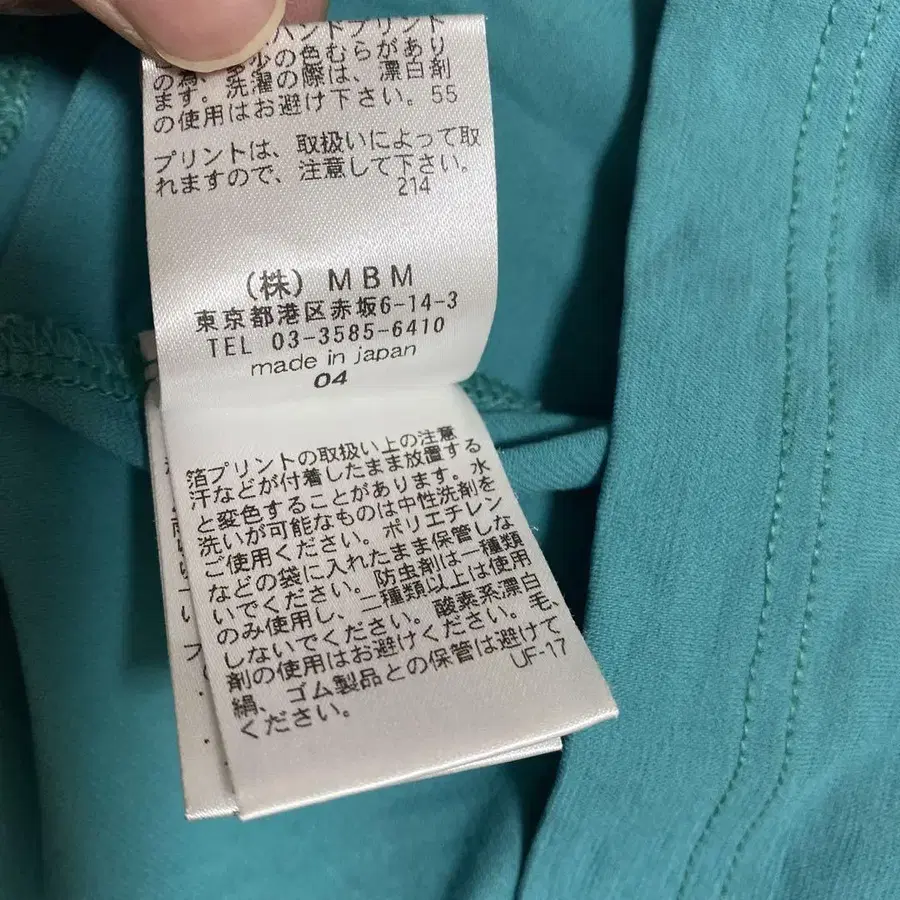 ハンドプリント
の為、多少の色むらがあり
ます。洗濯の際は、漂白剤
の使用はお避け下さい。55
プリントは、取扱いによって取
れますので、注意して下さい。
214
(株) MBM
東京都港区赤坂6-14-3
TEL 03-3585-6410
made in japan
04
箔プリントの取扱い上の注意
汗などが付着したまま放置する
と変色することがあります。水
洗いが可能なものは中性洗剤を
ご使用ください。ポリエチレン
などの袋に入れたまま保管しな
いでください。防虫剤は一種類
のみ使用し、二種類以上は使用
しないでください。酸素系漂白
剤の使用はお避けください。毛、
絹、ゴム製品との保管は避けて
ください。
UF-17